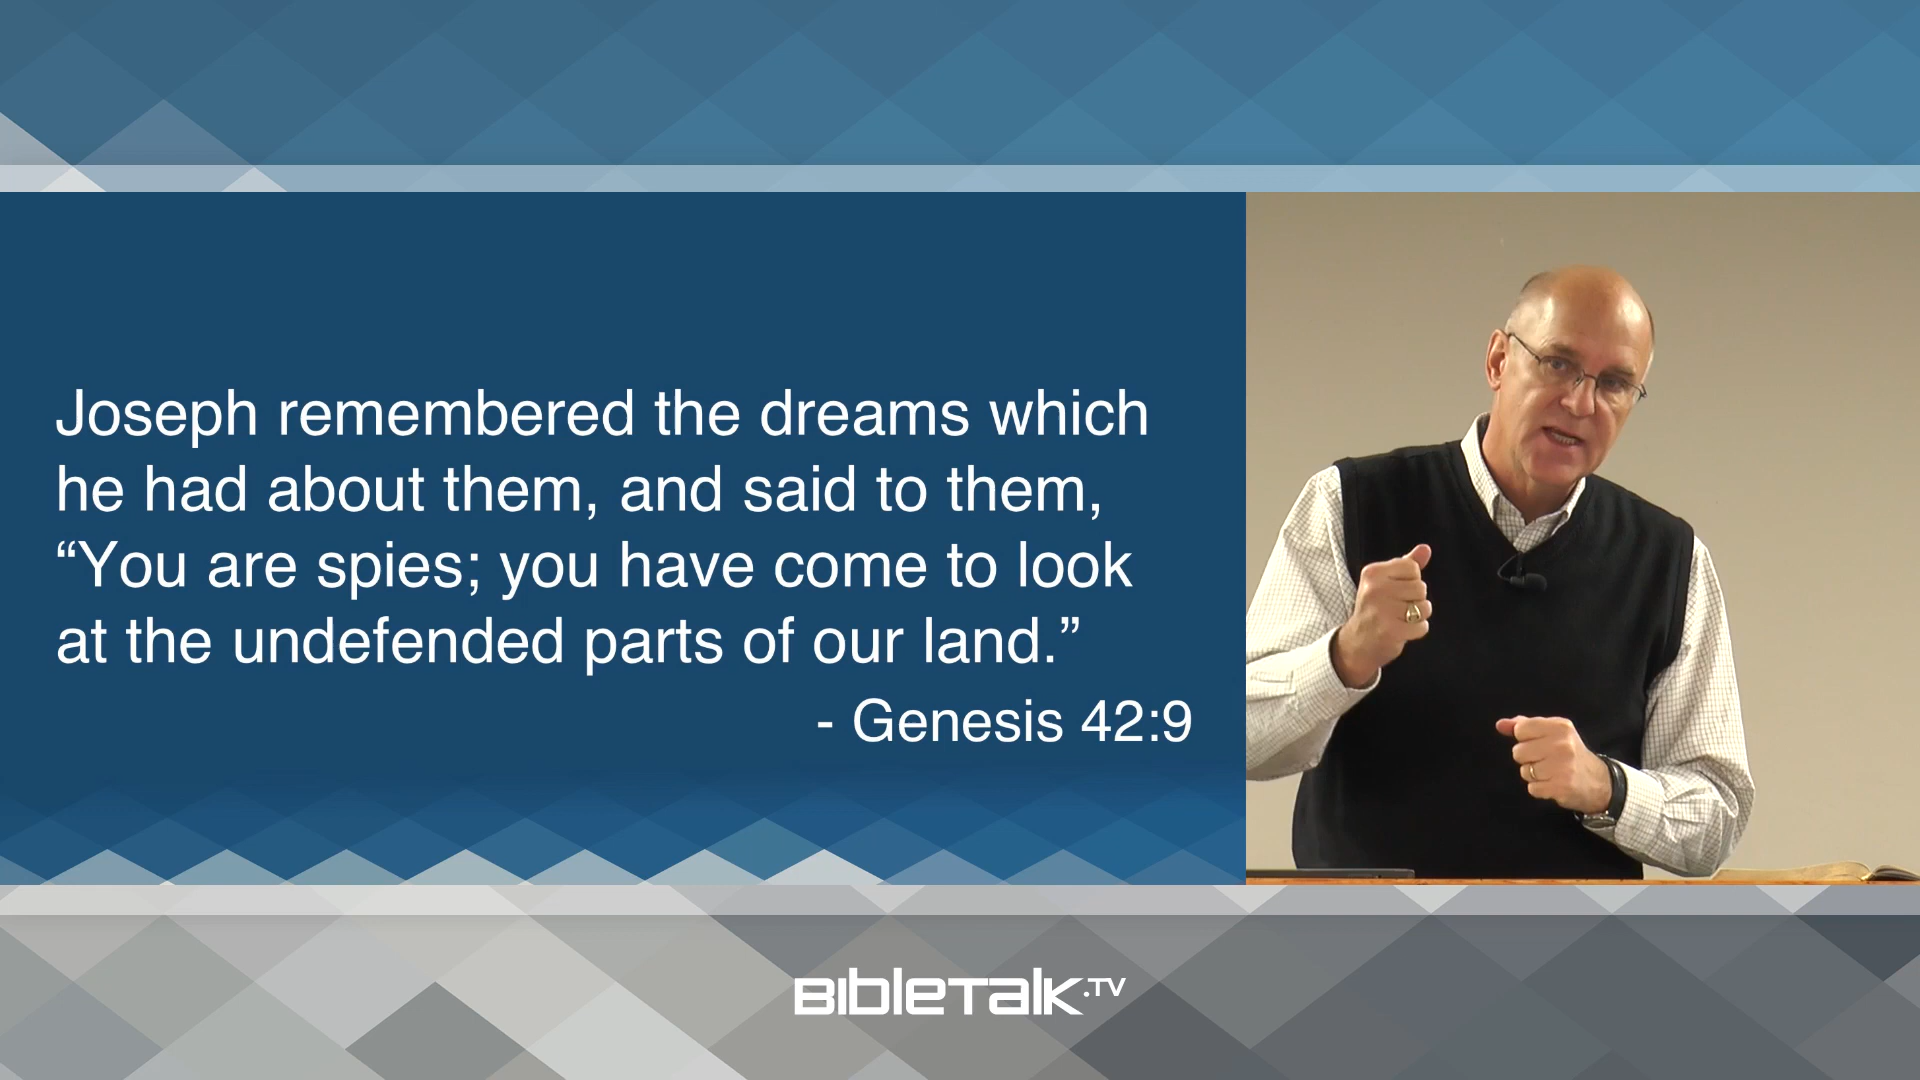 Joseph remembered the dreams which
he had about them, and said to them,
“You are spies; you have come to look
at the undefended parts of our land.”
- Genesis 42:9
BIBLETALK.TV